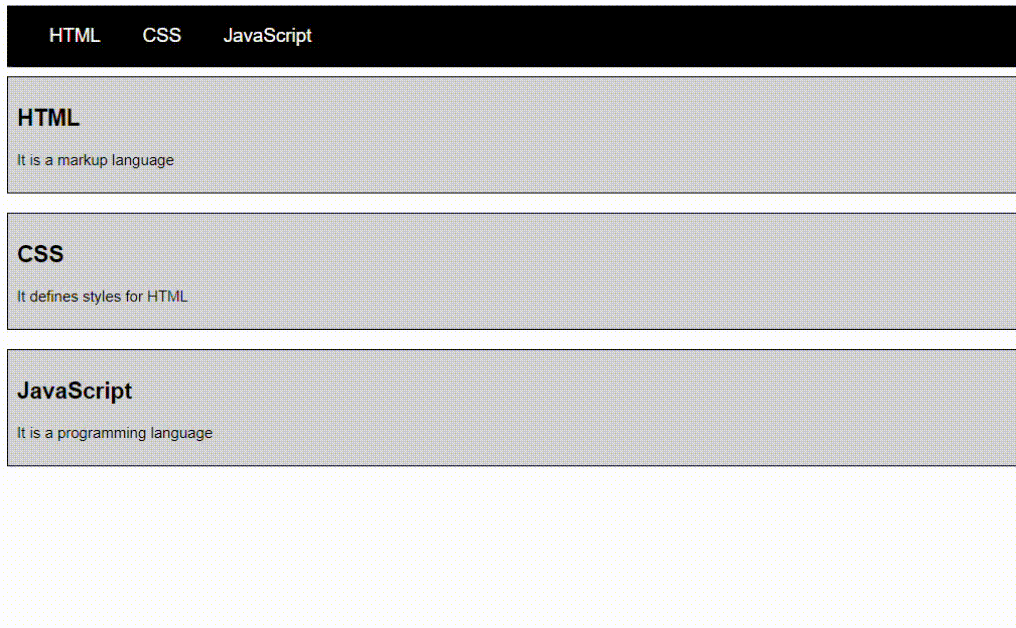 HTML CSS JavaScript
HTML
It is a markup language
CSS
It defines styles for HTML
JavaScript
It is a programming language